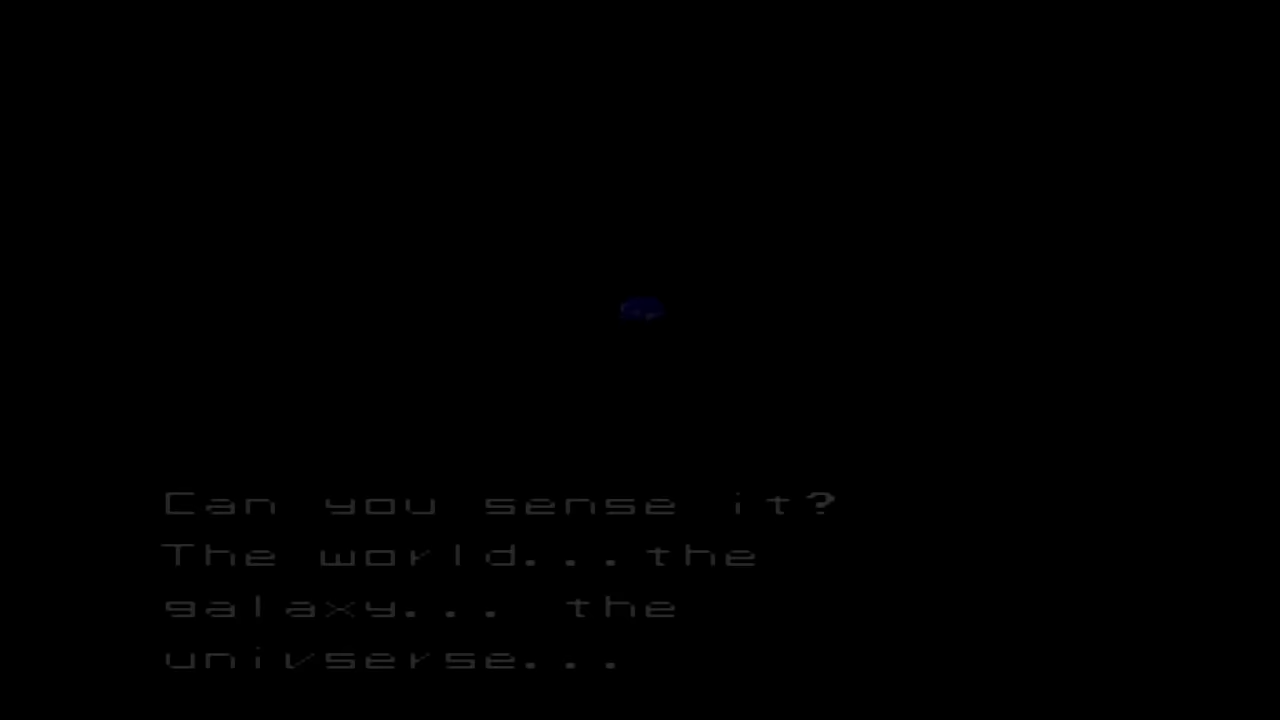 Can you sense it?
The world...the
galaxy... the
univserse...